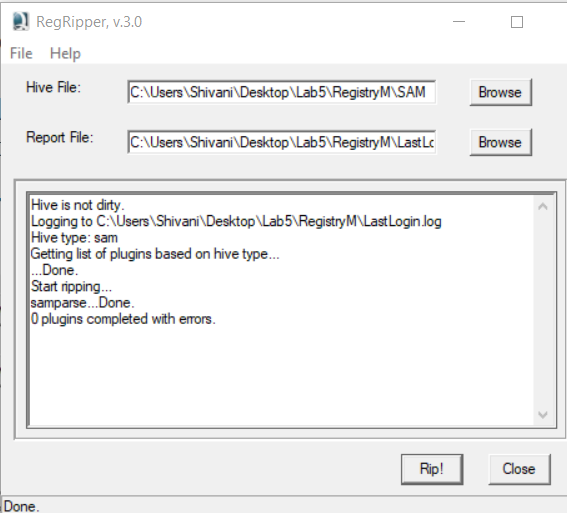 RegRipper, v.3.0
File Help
Hive File: C:\Users\Shivani\Desktop\Lab5\RegistryM\SAM Browse
Report File: C:\Users\Shivani\Desktop\Lab5\RegistryM\LastLo Browse
Hive is not dirty.
Logging to C:\Users\Shivani\Desktop\Lab5\RegistryM\LastLogin.log
Hive type: sam
Getting list of plugins based on hive type...
...Done.
Start ripping...
samparse...Done.
0 plugins completed with errors.
Rip! Close
Done.